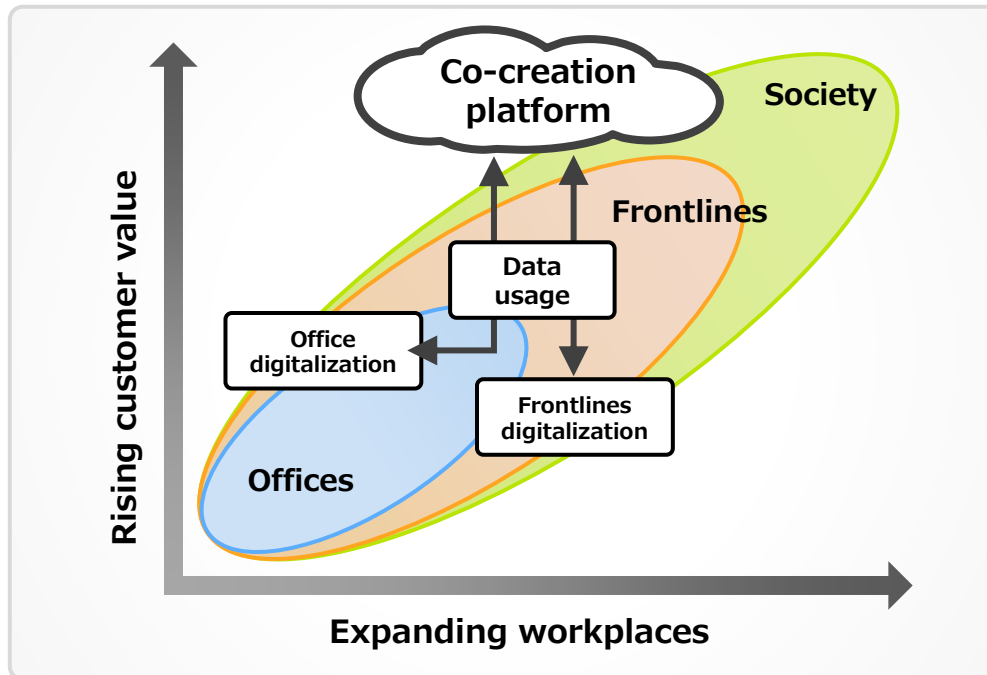 Co-creation
platform
Society
Frontlines
Data
usage
Office
digitalization
Frontlines
digitalization
Offices
Rising customer value
Expanding workplaces